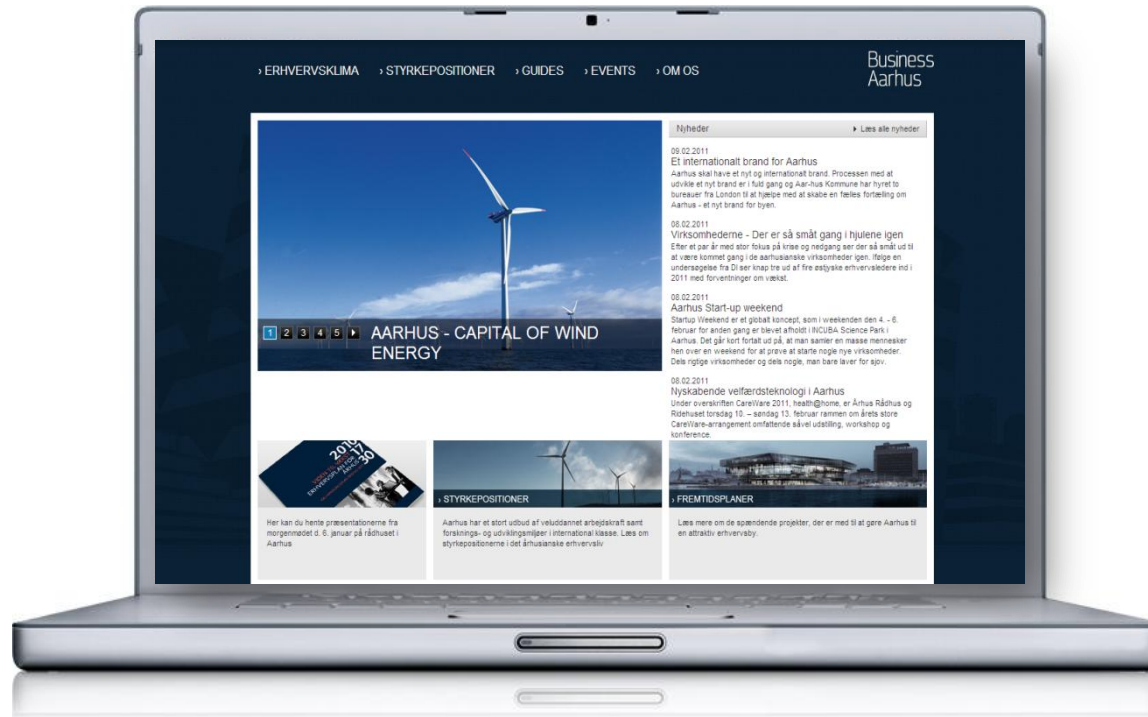 › ERHVERVSKLIMA › STYRKEPOSITIONER › GUIDES › EVENTS › OM OS
Business
Aarhus
1 2 3 4 5
AARHUS - CAPITAL OF WIND
ENERGY
Nyheder Læs alle nyheder
09.02.2011
Et internationalt brand for Aarhus
Aarhus skal have et nyt og internationalt brand. Processen med at
udvikle et nyt brand er i fuld gang og Aar-hus Kommune har hyret to
bureauer fra London til at hjælpe med at skabe en fælles fortælling om
Aarhus - et nyt brand for byen.
08.02.2011
Virksomhederne - Der er så småt gang i hjulene igen
Efter et par år med stor fokus på krise og nedgang ser der så småt ud til
at være kommet gang i de aarhusianske virksomheder igen. Ifølge en
undersøgelse fra DI ser knap tre ud af fire østjyske erhvervsledere ind i
2011 med forventninger om vækst.
08.02.2011
Aarhus Start-up weekend
Startup Weekend er et globalt koncept, som i weekenden den 4. - 6.
februar for anden gang er blevet afholdt i INCUBA Science Park i
Aarhus. Det går kort fortalt ud på, at man samler en masse mennesker
hen over en weekend for at prøve at starte nogle nye virksomheder.
Dels rigtige virksomheder og dels nogle, man bare laver for sjov.
08.02.2011
Nyskabende velfærdsteknologi i Aarhus
Under overskriften CareWare 2011, health@home, er Århus Rådhus og
Ridehuset torsdag 10. – søndag 13. februar rammen om årets store
CareWare-arrangement omfattende såvel udstilling, workshop og
konference.
2010
17
30
ERHVERVSPLAN FOR
ÅRHUS
Her kan du hente præsentationerne fra
morgenmødet d. 6. januar på rådhuset i
Aarhus
› STYRKEPOSITIONER
Aarhus har et stort udbud af veluddannet arbejdskraft samt
forsknings- og udviklingsmiljøer i international klasse. Læs om
styrkepositionerne i det århusianske erhvervsliv
› FREMTIDSPLANER
Læs mere om de spændende projekter, der er med til at gøre Aarhus til
en attraktiv erhvervsby.